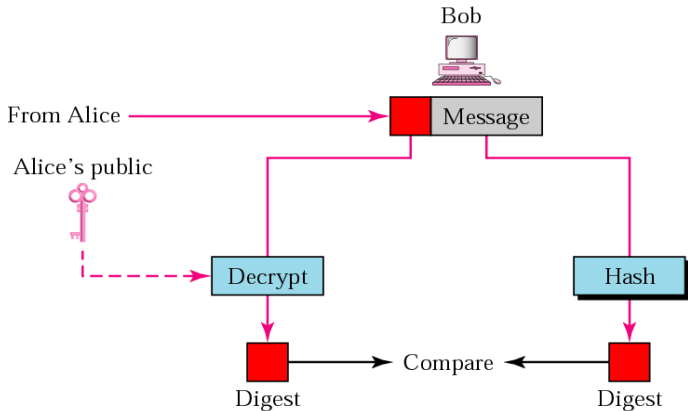 Bob
From Alice
Message
Alice's public
Decrypt
Hash
Compare
Digest
Digest